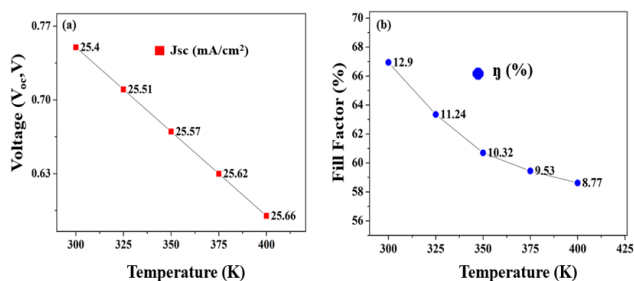 (a)
Jsc (mA/cm²)
Voltage (Voc,V)
0.77
0.70
0.63
25.4
25.51
25.57
25.62
25.66
300 325 350 375 400
Temperature (K)
(b)
ŋ (%)
Fill Factor (%)
70
68
66
64
62
60
58
56
12.9
11.24
10.32
9.53
8.77
300 325 350 375 400 425
Temperature (K)